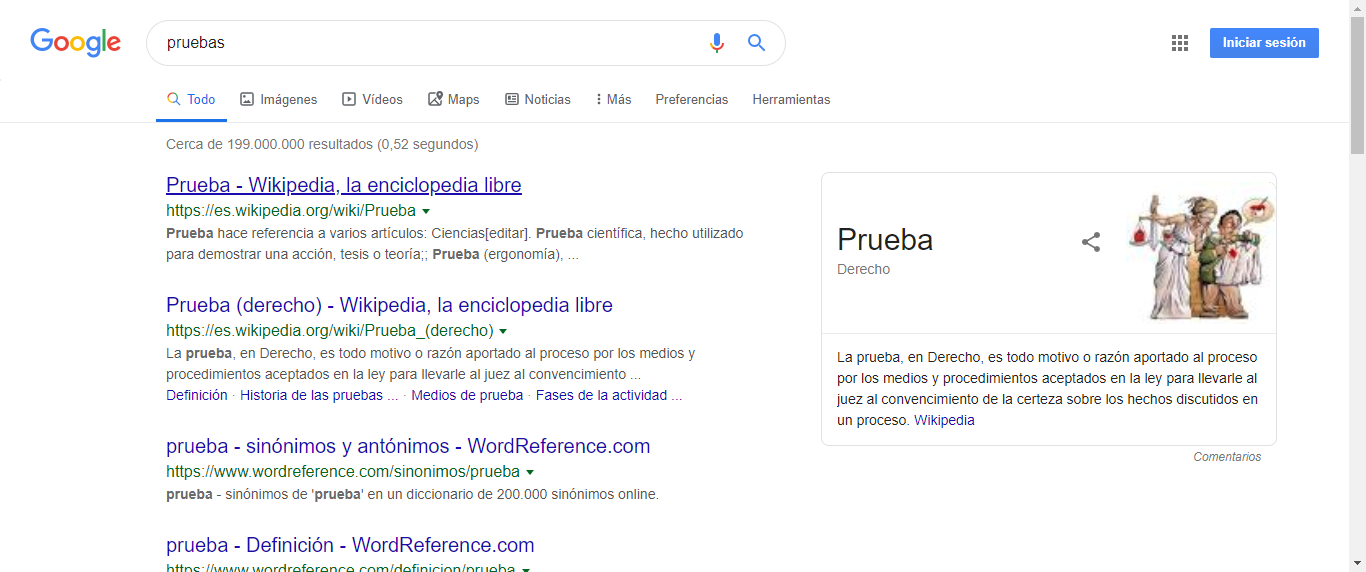 Google
pruebas
Iniciar sesión
Todo Imágenes Vídeos Maps Noticias Más Preferencias Herramientas
Cerca de 199.000.000 resultados (0,52 segundos)
Prueba - Wikipedia, la enciclopedia libre
https://es.wikipedia.org/wiki/Prueba
Prueba hace referencia a varios artículos: Ciencias[editar]. Prueba científica, hecho utilizado
para demostrar una acción, tesis o teoría;; Prueba (ergonomía), ...
Prueba (derecho) - Wikipedia, la enciclopedia libre
https://es.wikipedia.org/wiki/Prueba_(derecho)
La prueba, en Derecho, es todo motivo o razón aportado al proceso por los medios y
procedimientos aceptados en la ley para llevarle al juez al convencimiento ...
Definición · Historia de las pruebas ... · Medios de prueba · Fases de la actividad ...
prueba - sinónimos y antónimos - WordReference.com
https://www.wordreference.com/sinonimos/prueba
prueba - sinónimos de 'prueba' en un diccionario de 200.000 sinónimos online.
prueba - Definición - WordReference.com
https://www.wordreference.com/definicion/prueba
Prueba
Derecho
La prueba, en Derecho, es todo motivo o razón aportado al proceso
por los medios y procedimientos aceptados en la ley para llevarle al
juez al convencimiento de la certeza sobre los hechos discutidos en
un proceso. Wikipedia
Comentarios